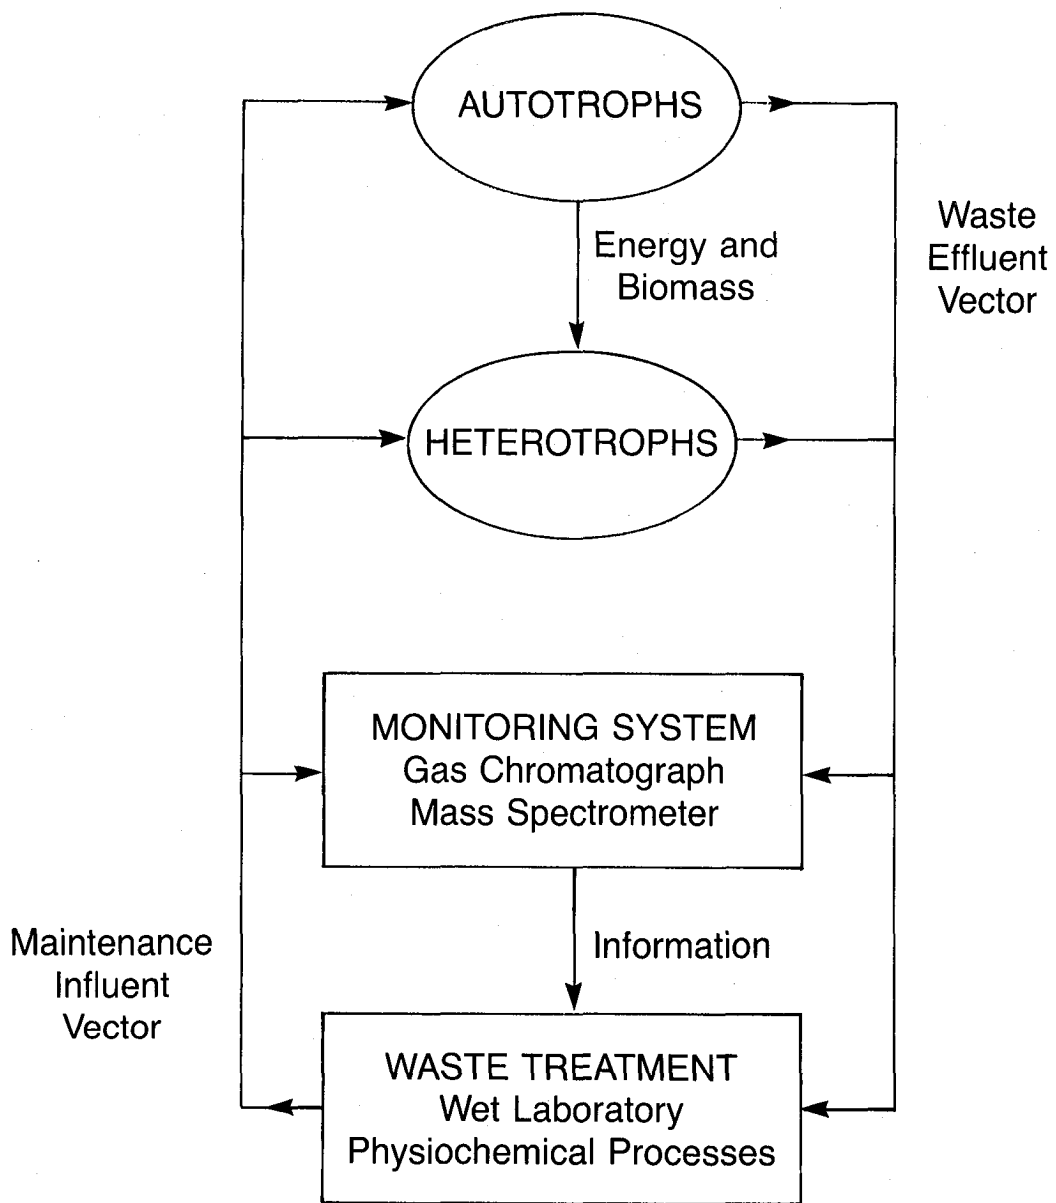 AUTOTROPHS
Energy and
Biomass
Waste
Effluent
Vector
HETEROTROPHS
MONITORING SYSTEM
Gas Chromatograph
Mass Spectrometer
Maintenance
Influent
Vector
Information
WASTE TREATMENT
Wet Laboratory
Physiochemical Processes